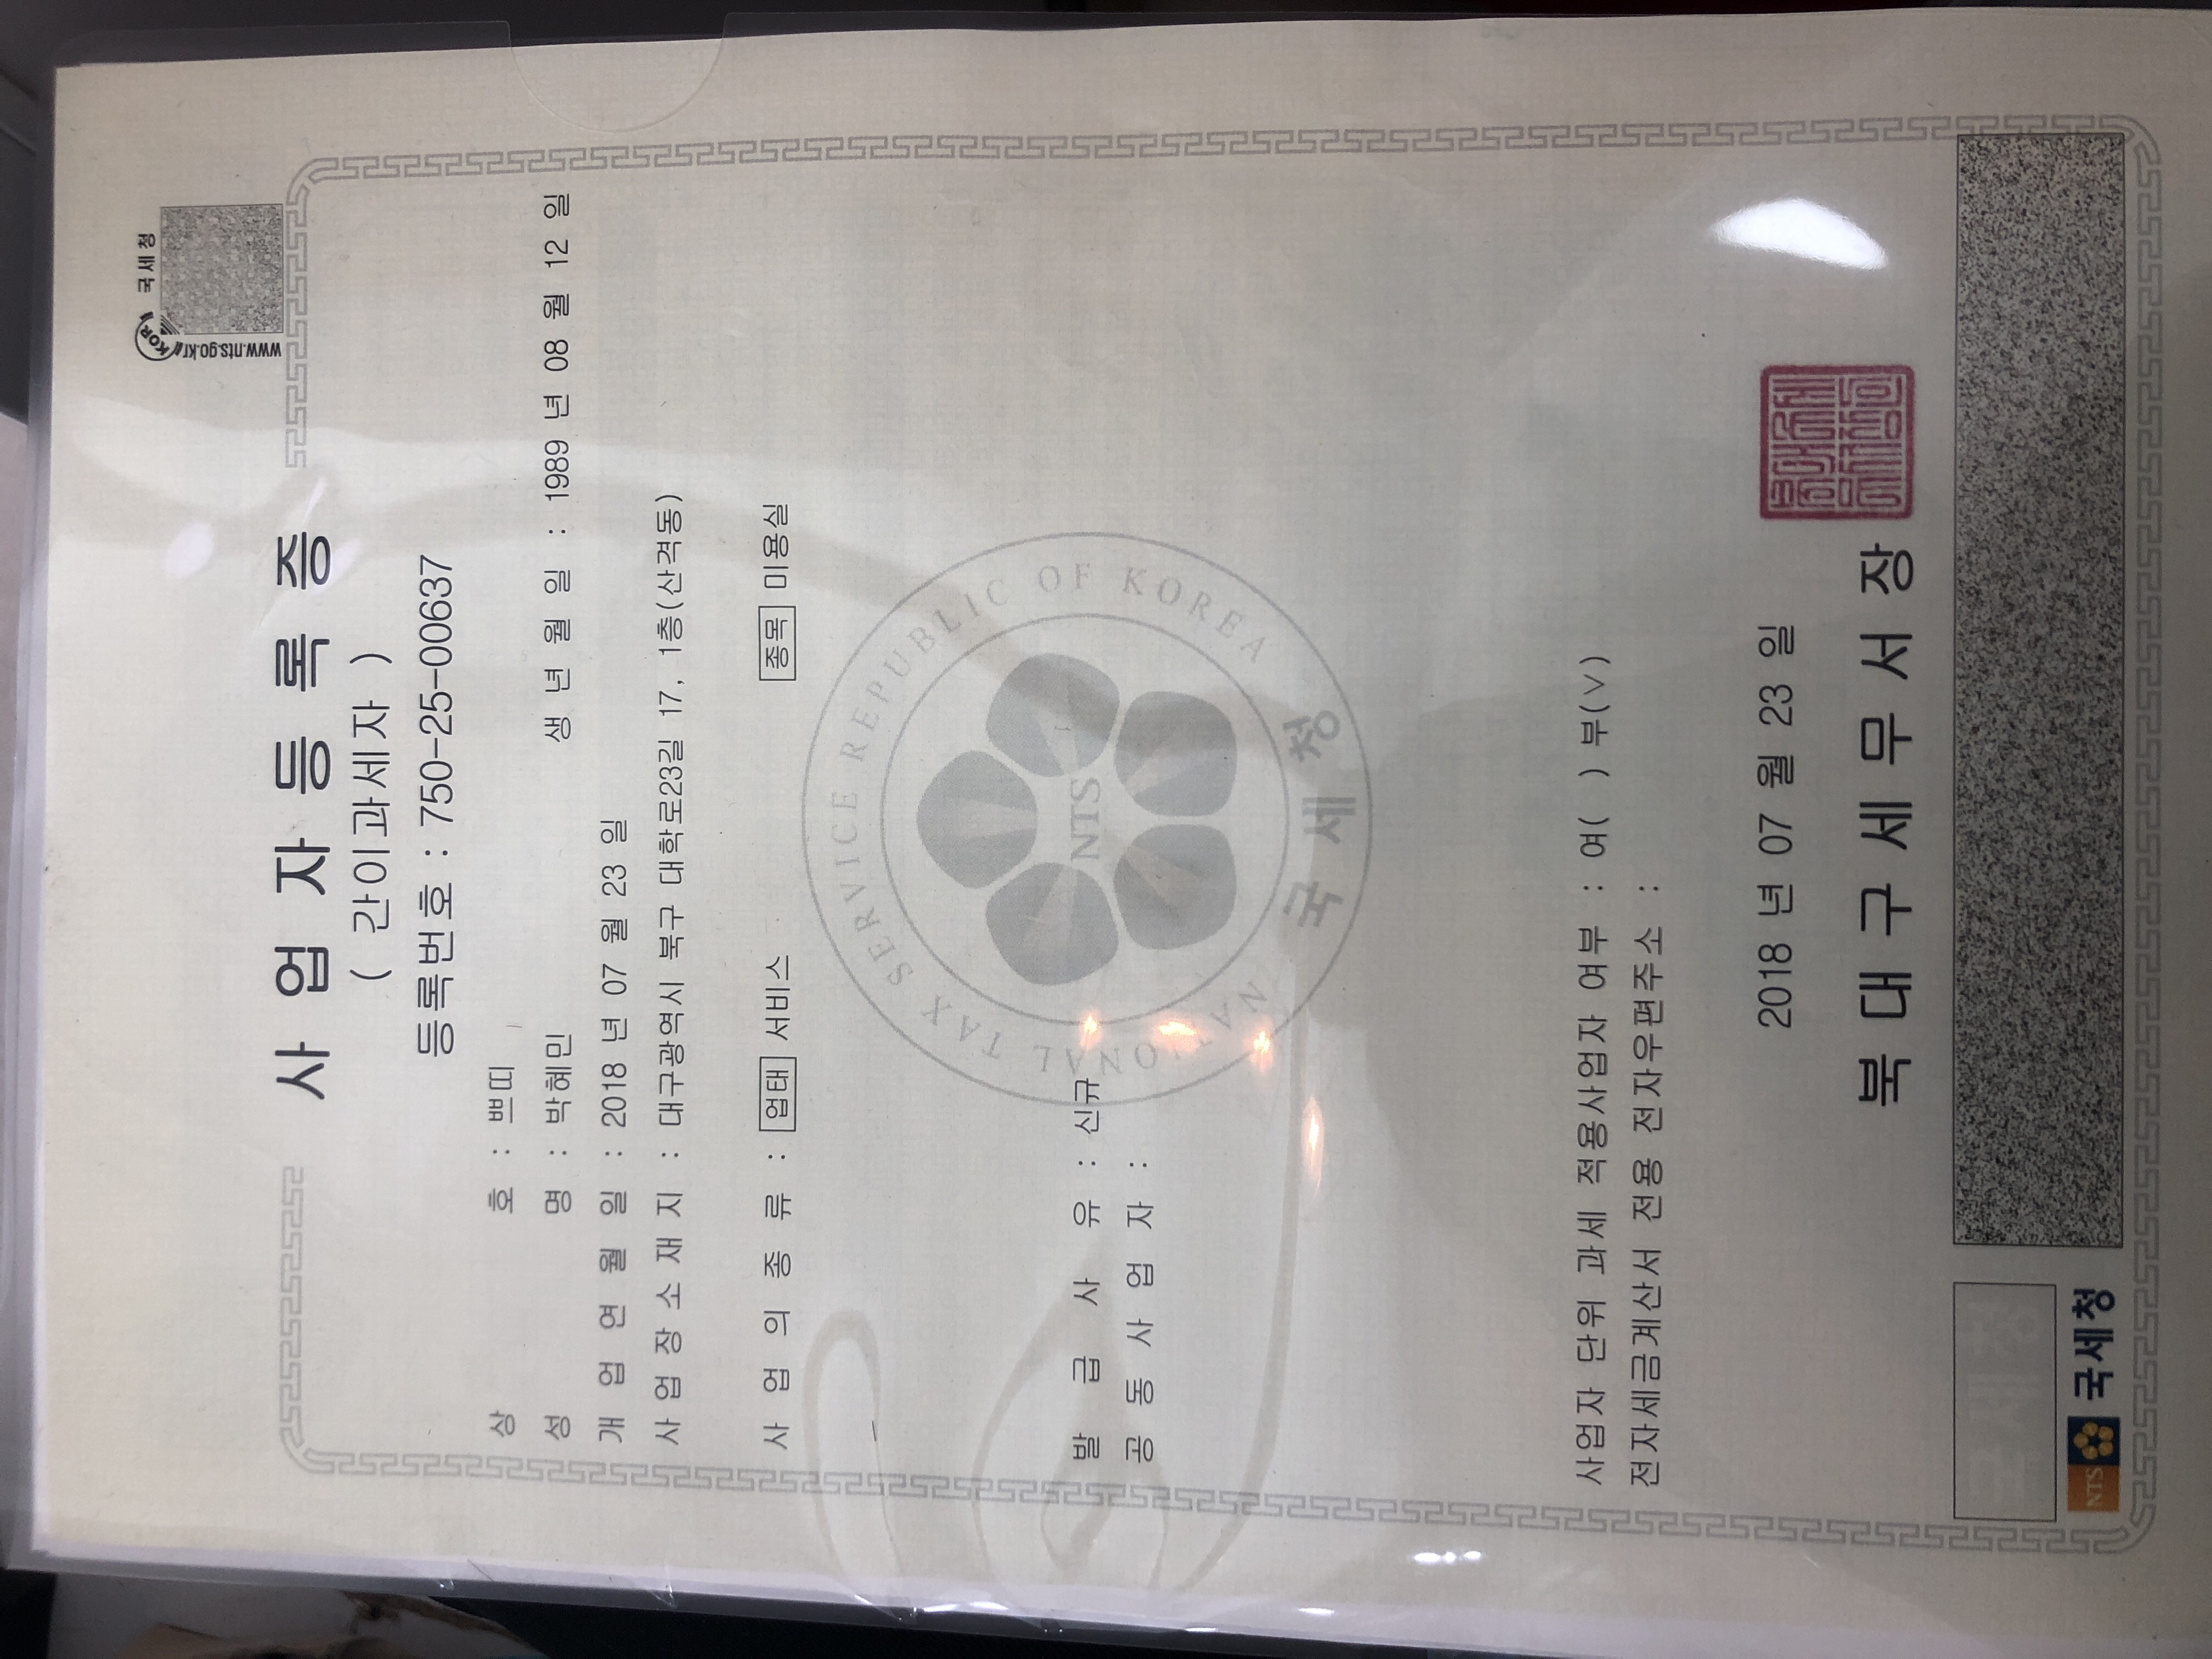 국세청
www.nts.go.kr
KOR
사업자등록증
( 간이과세자 )
등록번호 : 750-25-00637
상 호 : 쁘띠
성 명 : 박혜민 생 년 월 일 : 1989 년 08 월 12 일
개 업 연 월 일 : 2018 년 07 월 23 일
사 업 장 소 재 지 : 대구광역시 북구 대학로23길 17, 1층(산격동)
사 업 의 종 류 : 업태 서비스 종목 미용실
NATIONAL TAX SERVICE REPUBLIC OF KOREA
NTS
국세청
발 급 사 유 : 신규
공 동 사 업 자 :
사업자 단위 과세 적용사업자 여부 : 여( ) 부(∨)
전자세금계산서 전용 전자우편주소 :
2018 년 07 월 23 일
북 대 구 세 무 서 장
NTS 국세청